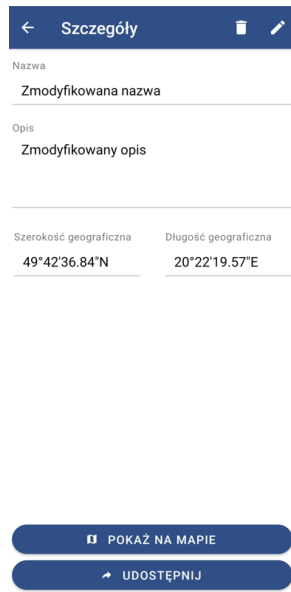 Szczegóły
Nazwa
Zmodyfikowana nazwa
Opis
Zmodyfikowany opis
Szerokość geograficzna Długość geograficzna
49°42'36.84"N 20°22'19.57"E
POKAŻ NA MAPIE
UDOSTĘPNIJ